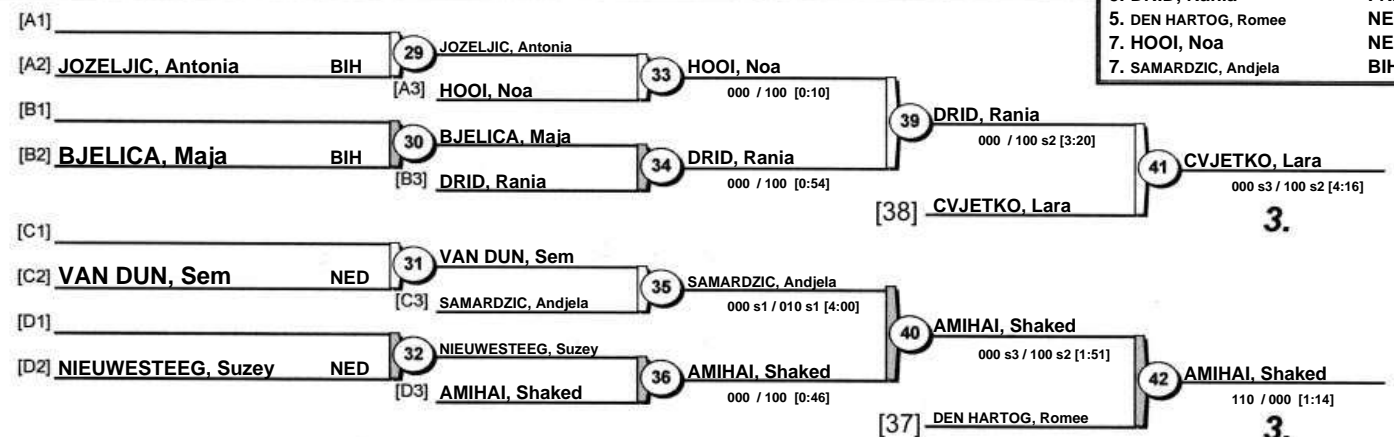 5. DEN HARTOG, Romee NE
7. HOOI, Noa NE
7. SAMARDZIC, Andjela BIH
[A1]
[A2] JOZELJIC, Antonia BIH
29
JOZELJIC, Antonia
[A3] HOOI, Noa
33
HOOI, Noa
000 / 100 [0:10]
[B1]
[B2] BJELICA, Maja BIH
30
BJELICA, Maja
[B3] DRID, Rania
34
DRID, Rania
000 / 100 [0:54]
39
DRID, Rania
000 / 100 s2 [3:20]
[38] CVJETKO, Lara
41
CVJETKO, Lara
000 s3 / 100 s2 [4:16]
3.
[C1]
[C2] VAN DUN, Sem NED
31
VAN DUN, Sem
[C3] SAMARDZIC, Andjela
35
SAMARDZIC, Andjela
000 s1 / 010 s1 [4:00]
[D1]
[D2] NIEUWESTEEG, Suzey NED
32
NIEUWESTEEG, Suzey
[D3] AMIHAI, Shaked
36
AMIHAI, Shaked
000 / 100 [0:46]
40
AMIHAI, Shaked
000 s3 / 100 s2 [1:51]
[37] DEN HARTOG, Romee
42
AMIHAI, Shaked
110 / 000 [1:14]
3.